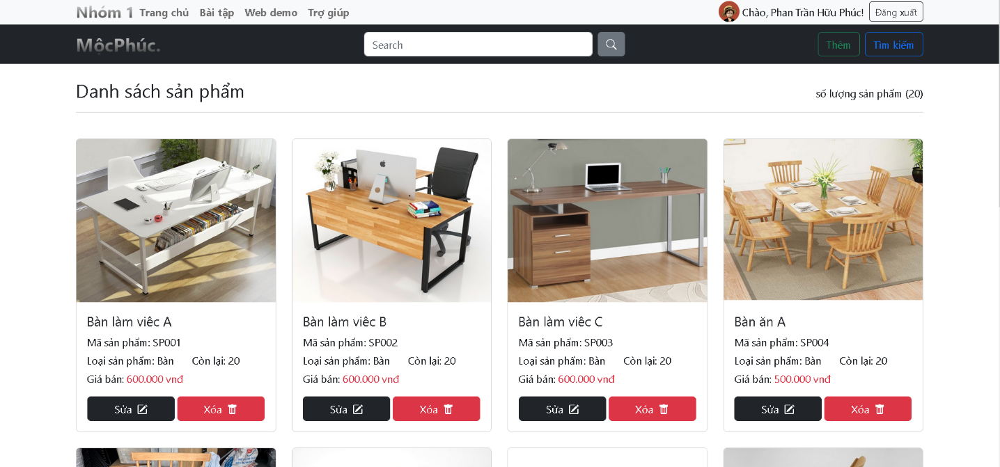 Nhóm 1 Trang chủ Bài tập Web demo Trợ giúp Chào, Phan Trần Hữu Phúc! Đăng xuất
MộcPhúc. Search Thêm Tìm kiếm
Danh sách sản phẩm số lượng sản phẩm (20)
Bàn làm viêc A
Mã sản phẩm: SP001
Loại sản phẩm: Bàn Còn lại: 20
Giá bán: 600.000 vnđ
Sửa Xóa
Bàn làm viêc B
Mã sản phẩm: SP002
Loại sản phẩm: Bàn Còn lại: 20
Giá bán: 600.000 vnđ
Sửa Xóa
Bàn làm viêc C
Mã sản phẩm: SP003
Loại sản phẩm: Bàn Còn lại: 20
Giá bán: 600.000 vnđ
Sửa Xóa
Bàn ăn A
Mã sản phẩm: SP004
Loại sản phẩm: Bàn Còn lại: 20
Giá bán: 500.000 vnđ
Sửa Xóa